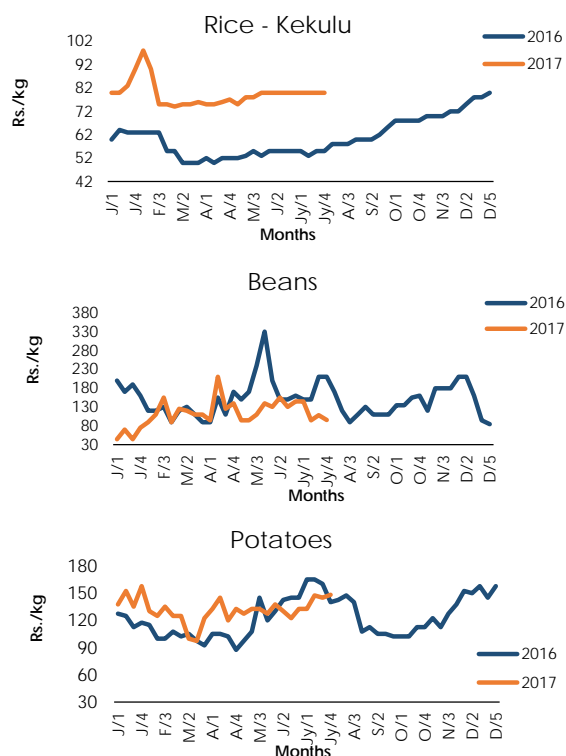 Rice - Kekulu
2016
2017
Rs./kg
102
92
82
72
62
52
42
J/1 J/4 F/3 M/2 A/1 A/4 M/3 J/2 Jy/1 Jy/4 A/3 S/2 O/1 O/4 N/3 D/2 D/5
Months
Beans
2016
2017
Rs./kg
380
330
280
230
180
130
80
30
J/1 J/4 F/3 M/2 A/1 A/4 M/3 J/2 Jy/1 Jy/4 A/3 S/2 O/1 O/4 N/3 D/2 D/5
Months
Potatoes
2016
2017
Rs./kg
180
150
120
90
60
30
J/1 J/4 F/3 M/2 A/1 A/4 M/3 J/2 Jy/1 Jy/4 A/3 S/2 O/1 O/4 N/3 D/2 D/5
Months